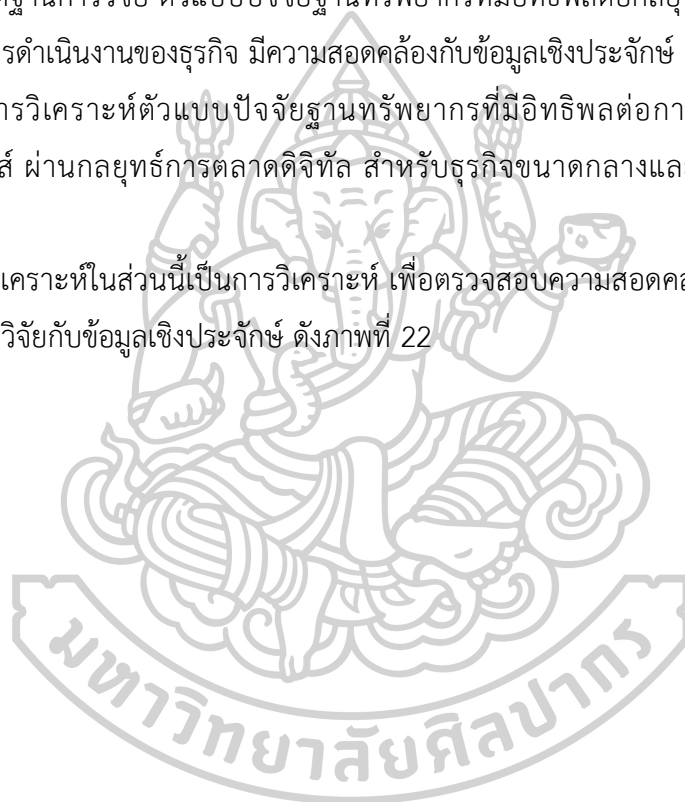 ฐานการวิจัย ตัวแบบปัจจัยฐานทรัพยากรที่มีอิทธิพลต่อกลยุ
รดำเนินงานของธุรกิจ มีความสอดคล้องกับข้อมูลเชิงประจักษ์
ารวิเคราะห์ตัวแบบปัจจัยฐานทรัพยากรที่มีอิทธิพลต่อกา
ส์ ผ่านกลยุทธ์การตลาดดิจิทัล สำหรับธุรกิจขนาดกลางและ
เคราะห์ในส่วนนี้เป็นการวิเคราะห์ เพื่อตรวจสอบความสอดค
วิจัยกับข้อมูลเชิงประจักษ์ ดังภาพที่ 22
มหาวิทยาลัยศิลปากร